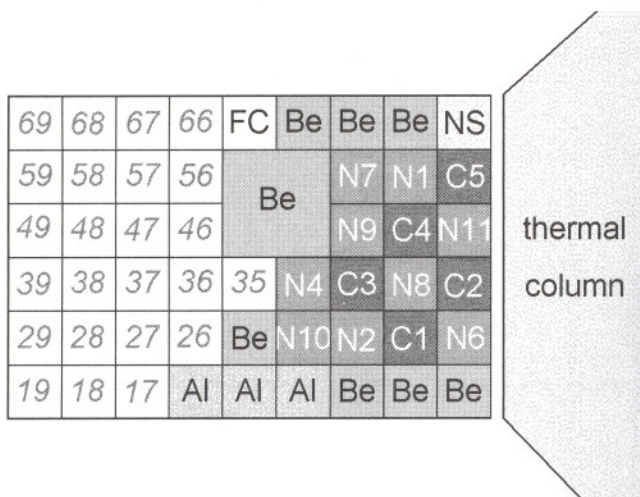 69 68 67 66 FC Be Be Be NS
59 58 57 56 Be N7 N1 C5
49 48 47 46 N9 C4 N11
39 38 37 36 35 N4 C3 N8 C2
29 28 27 26 Be N10 N2 C1 N6
19 18 17 Al Al Al Be Be Be
thermal
column